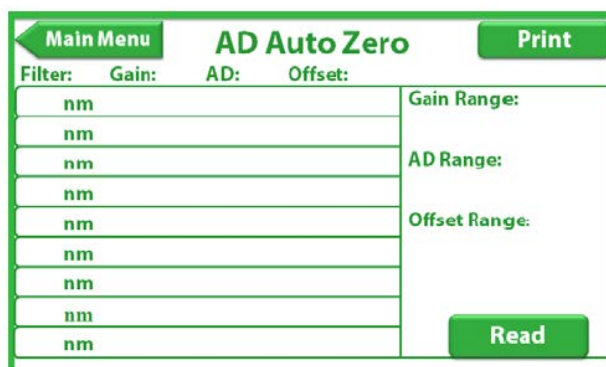 Main Menu
AD Auto Zero
Print
Filter: Gain: AD: Offset:
nm
nm
nm
nm
nm
nm
nm
nm
nm
Gain Range:
AD Range:
Offset Range:
Read